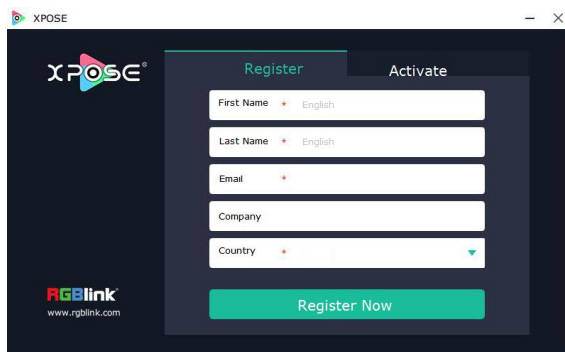 XPOSE
XPOSE®
Register
Activate
First Name * English
Last Name * English
Email *
Company
Country *
RGBlink®
www.rgblink.com
Register Now